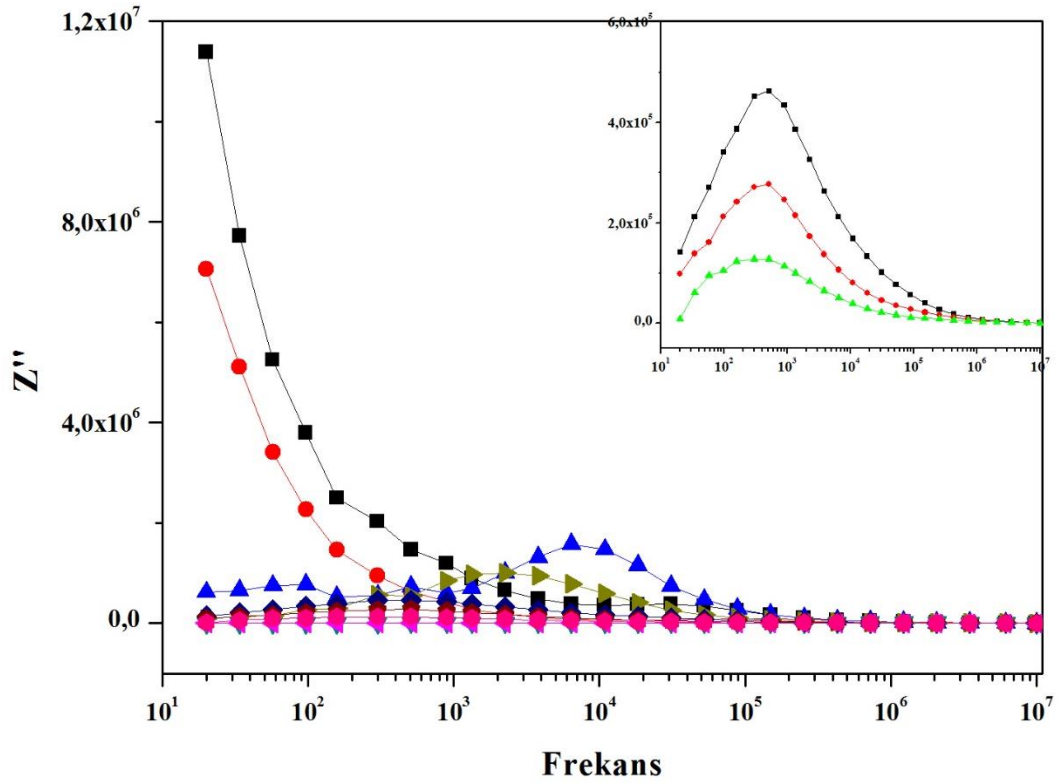 1,2x10⁷
8,0x10⁶
4,0x10⁶
0,0
Z''
10¹ 10² 10³ 10⁴ 10⁵ 10⁶ 10⁷
Frekans
6,0x10⁵
4,0x10⁵
2,0x10⁵
0,0
10¹ 10² 10³ 10⁴ 10⁵ 10⁶ 10⁷